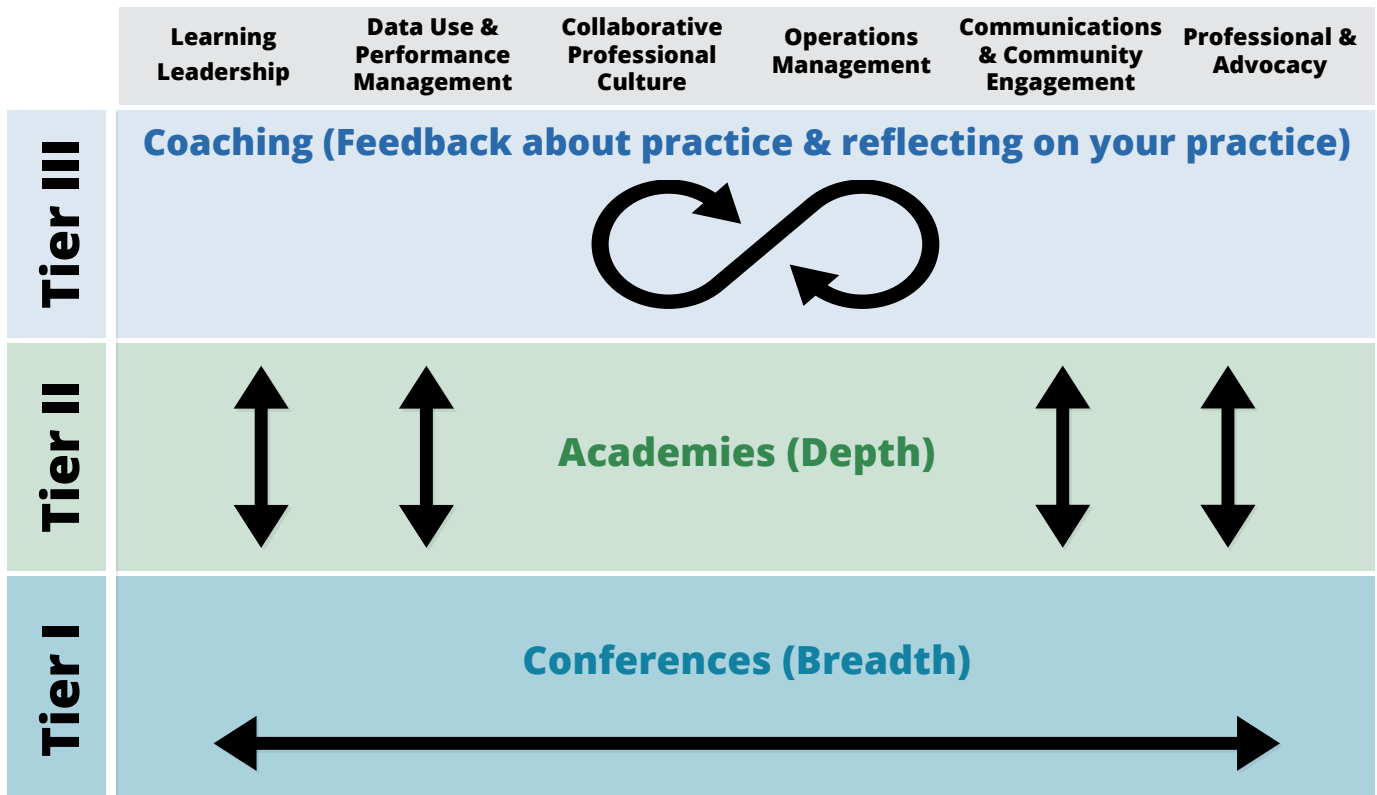 Learning
Leadership
Data Use &
Performance
Management
Collaborative
Professional
Culture
Operations
Management
Communications
& Community
Engagement
Professional &
Advocacy
Tier III
Coaching (Feedback about practice & reflecting on your practice)
Tier II
Academies (Depth)
Tier I
Conferences (Breadth)